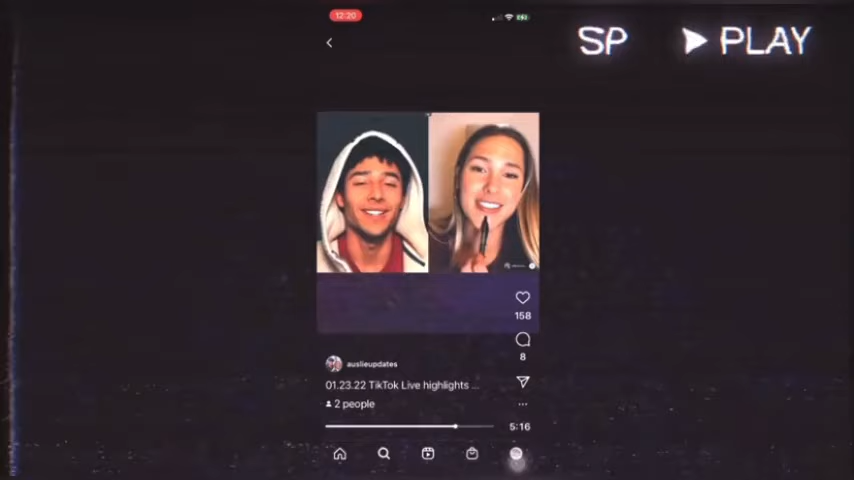 12:20
SP PLAY
158
8
auslieupdates
01.23.22 TikTok Live highlights ...
2 people
5:16